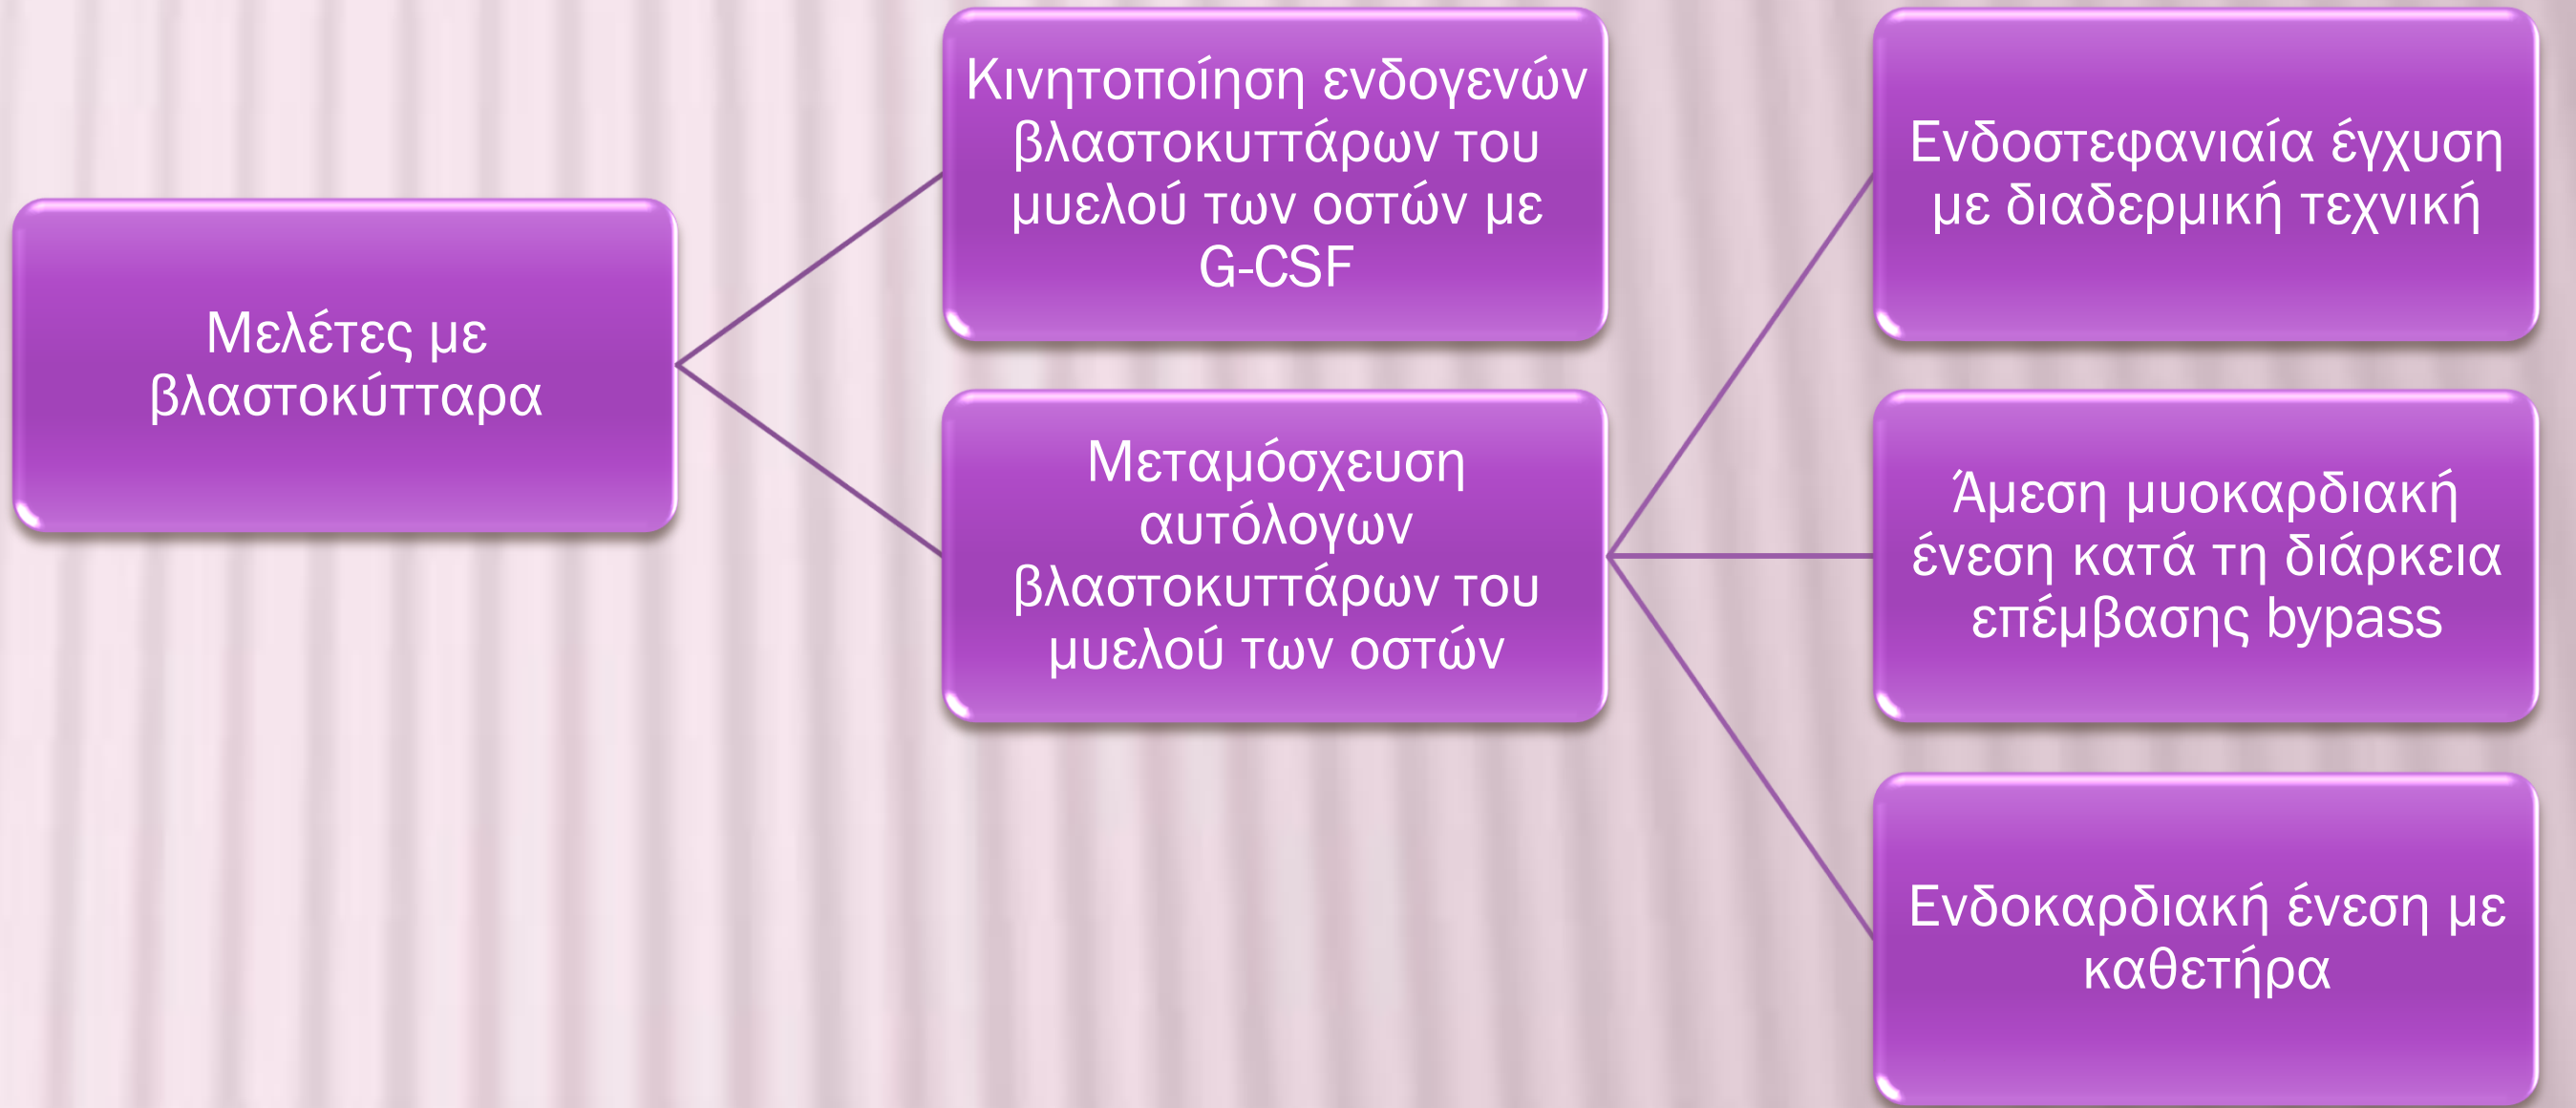 Μελέτες με
βλαστοκύτταρα
Κινητοποίηση ενδογενών
βλαστοκυττάρων του
μυελού των οστών με
G-CSF
Μεταμόσχευση
αυτόλογων
βλαστοκυττάρων του
μυελού των οστών
Ενδοστεφανιαία έγχυση
με διαδερμική τεχνική
Άμεση μυοκαρδιακή
ένεση κατά τη διάρκεια
επέμβασης bypass
Ενδοκαρδιακή ένεση με
καθετήρα